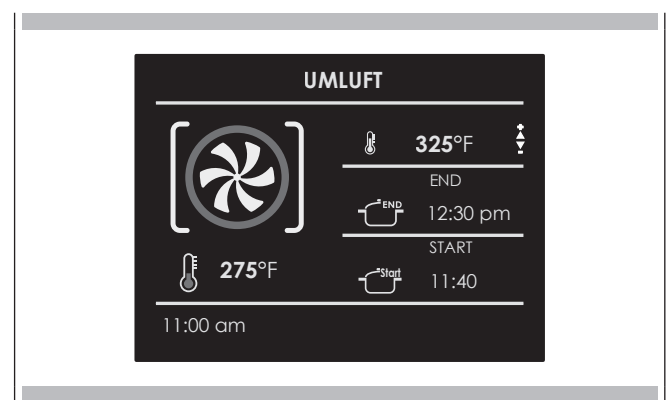 UMLUFT
325°F
END
END 12:30 pm
START
Start 11:40
275°F
11:00 am